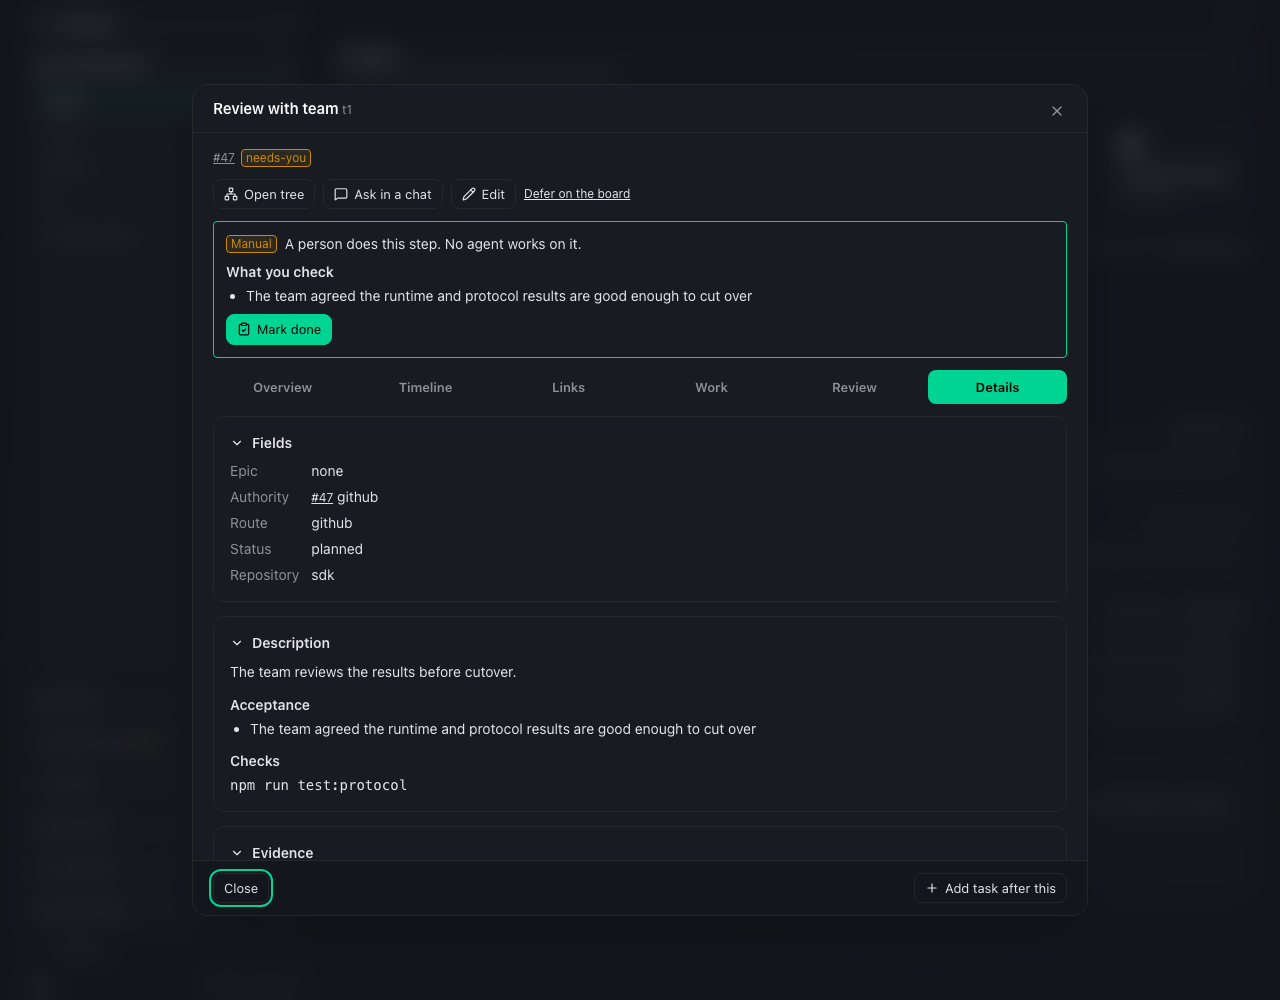 Review with team t1
#47 needs-you
Open tree Ask in a chat Edit Defer on the board
Manual A person does this step. No agent works on it.
What you check
• The team agreed the runtime and protocol results are good enough to cut over
Mark done
Overview Timeline Links Work Review Details
Fields
Epic none
Authority #47 github
Route github
Status planned
Repository sdk
Description
The team reviews the results before cutover.
Acceptance
• The team agreed the runtime and protocol results are good enough to cut over
Checks
npm run test:protocol
Evidence
Close + Add task after this